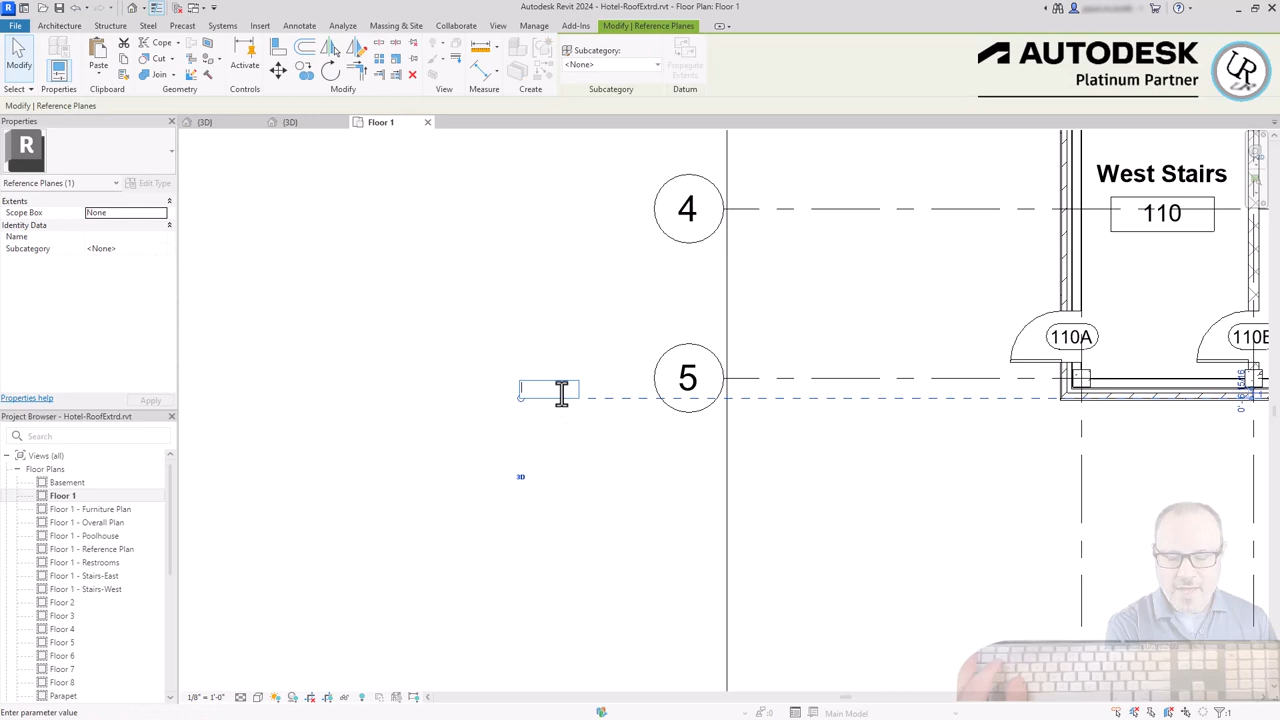 Autodesk Revit 2024 - Hotel-RoofExtrd.rvt - Floor Plan: Floor 1
File
Architecture
Structure
Steel
Precast
Systems
Insert
Annotate
Analyze
Massing & Site
Collaborate
View
Manage
Add-Ins
Modify | Reference Planes
Modify
Select
Properties
Paste
Clipboard
Cope
Cut
Join
Geometry
Activate
Controls
Modify
View
Measure
Create
Subcategory:
<None>
Subcategory
Propagate
Extents
Datum
AUTODESK
Platinum Partner
Modify | Reference Planes
Properties
R
Reference Planes (1)
Edit Type
Extents
Scope Box
None
Identity Data
Name
Subcategory
<None>
Properties help
Apply
(3D)
(3D)
Floor 1
4
West Stairs
110
110A
5
3D
Project Browser - Hotel-RoofExtrd.rvt
Search
Views (all)
Floor Plans
Basement
Floor 1
Floor 1 - Furniture Plan
Floor 1 - Overall Plan
Floor 1 - Poolhouse
Floor 1 - Reference Plan
Floor 1 - Restrooms
Floor 1 - Stairs-East
Floor 1 - Stairs-West
Floor 2
Floor 3
Floor 4
Floor 5
Floor 6
Floor 7
Floor 8
Parapet
1/8" = 1'-0"
Enter parameter value
:0
Main Model
:1